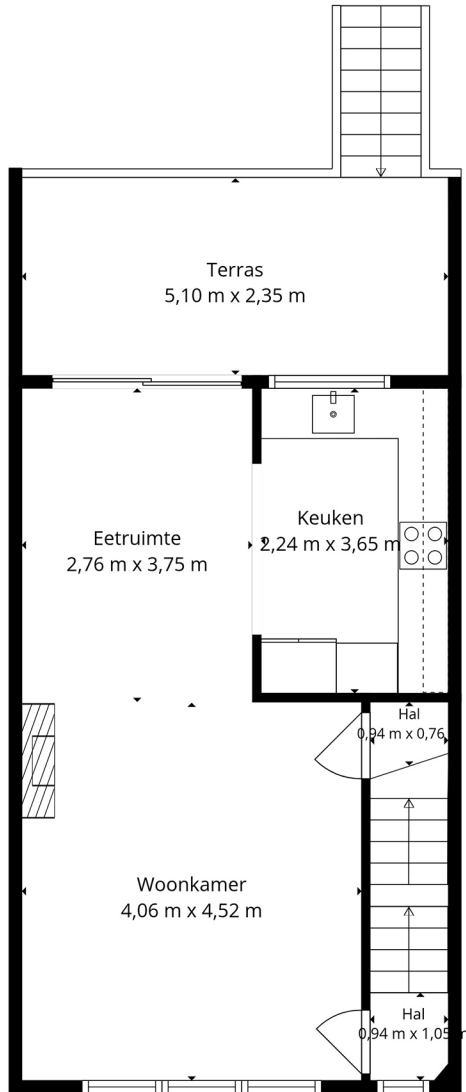 Terras
5,10 m x 2,35 m
Eetruimte
2,76 m x 3,75 m
Keuken
2,24 m x 3,65 m
Hal
0,94 m x 0,76
Woonkamer
4,06 m x 4,52 m
Hal
0,94 m x 1,05 m